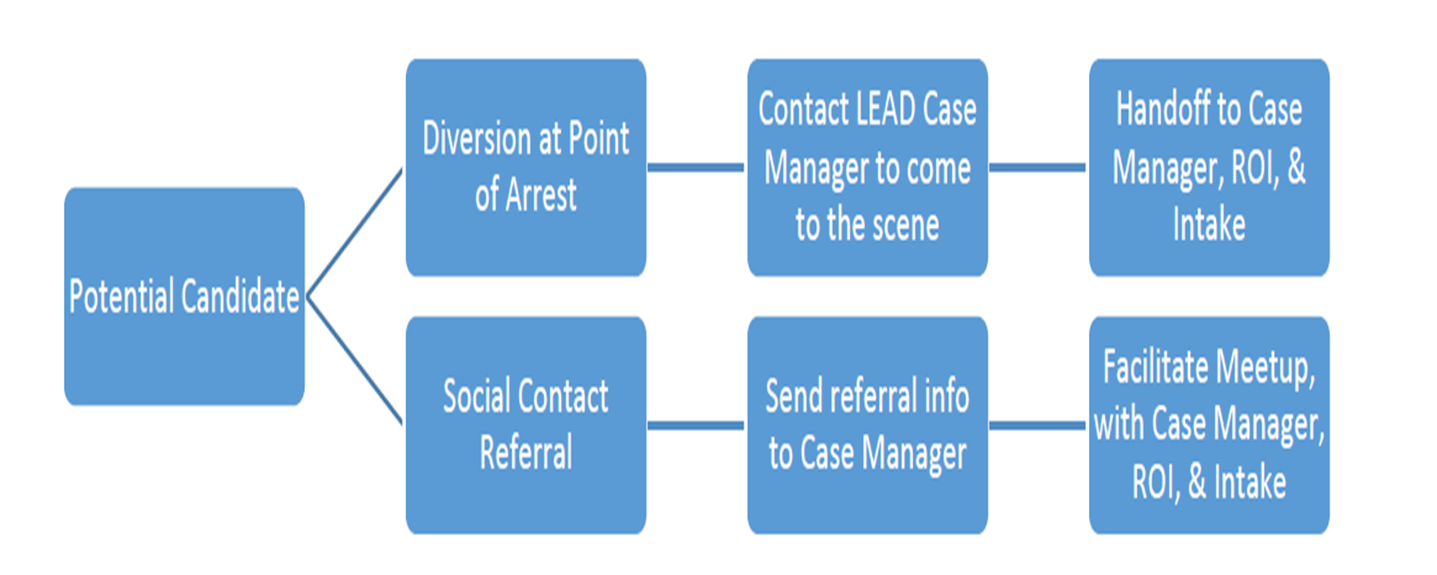 Potential Candidate
Diversion at Point
of Arrest
Contact LEAD Case
Manager to come
to the scene
Handoff to Case
Manager, ROI, &
Intake
Social Contact
Referral
Send referral info
to Case Manager
Facilitate Meetup,
with Case Manager,
ROI, & Intake